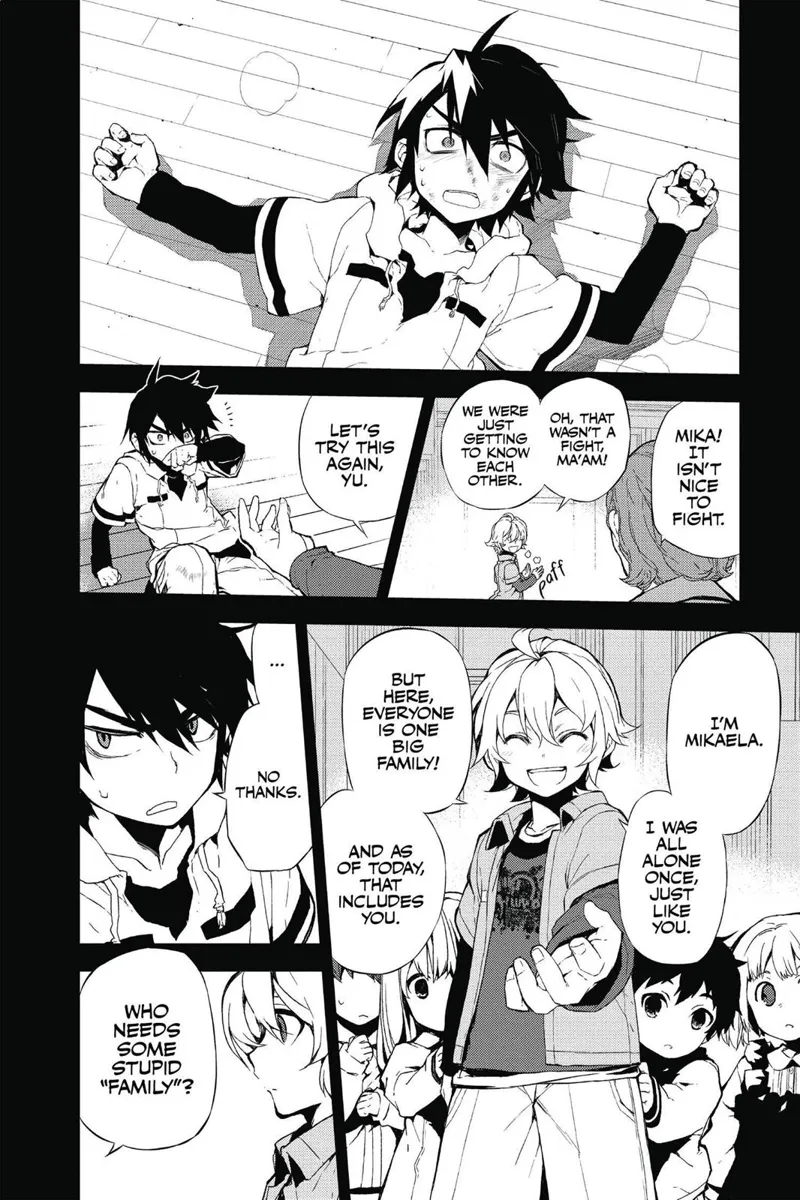 MIKA!
IT
ISN'T
NICE
TO
FIGHT.
OH, THAT
WASN'T A
FIGHT,
MA'AM!
WE WERE
JUST
GETTING
TO KNOW
EACH
OTHER.
paff
LET'S
TRY THIS
AGAIN,
YU.
I'M
MIKAELA.
I WAS
ALL
ALONE
ONCE,
JUST
LIKE
YOU.
BUT
HERE,
EVERYONE
IS ONE
BIG
FAMILY!
AND AS
OF TODAY,
THAT
INCLUDES
YOU.
...
NO
THANKS.
WHO
NEEDS
SOME
STUPID
"FAMILY"?